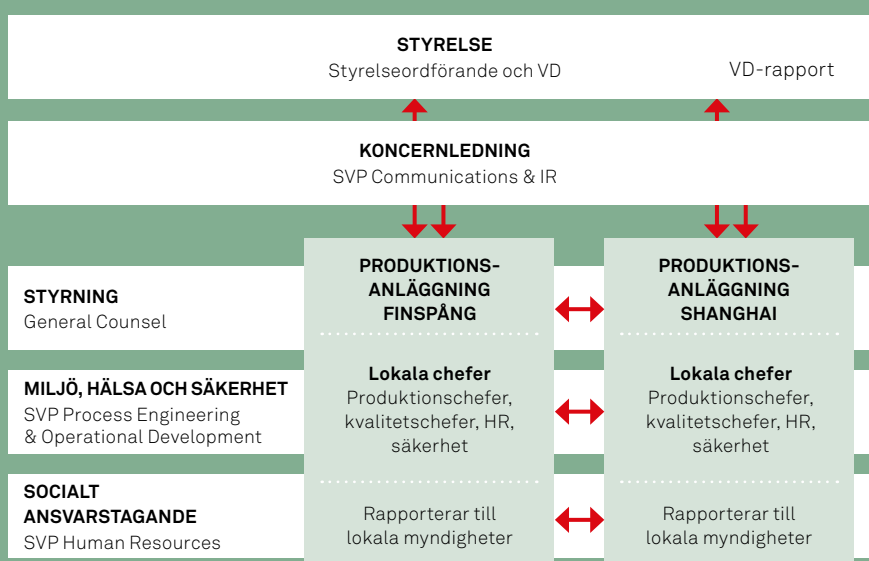 STYRELSE
Styrelseordförande och VD
VD-rapport
KONCERNLEDNING
SVP Communications & IR
STYRNING
General Counsel
MILJÖ, HÄLSA OCH SÄKERHET
SVP Process Engineering
& Operational Development
SOCIALT
ANSVARSTAGANDE
SVP Human Resources
PRODUKTIONS-
ANLÄGGNING
FINSPÅNG
Lokala chefer
Produktionschefer,
kvalitetschefer, HR,
säkerhet
Rapporterar till
lokala myndigheter
PRODUKTIONS-
ANLÄGGNING
SHANGHAI
Lokala chefer
Produktionschefer,
kvalitetschefer, HR,
säkerhet
Rapporterar till
lokala myndigheter